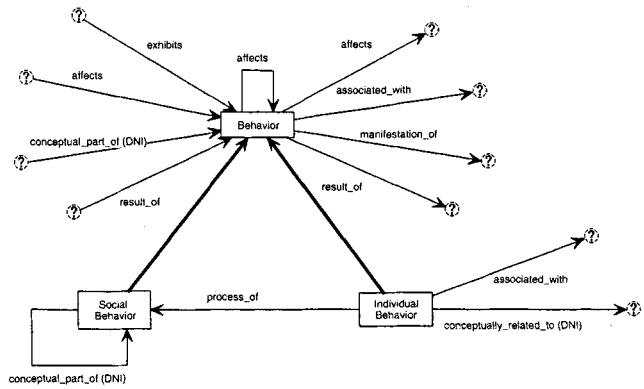 ?
exhibits
affects
affects
?
?
affects
associated_with
?
Behavior
conceptual_part_of (DNI)
manifestation_of
?
?
result_of
result_of
?
?
?
associated_with
Social
Behavior
process_of
Individual
Behavior
conceptually_related_to (DNI)
?
conceptual_part_of (DNI)